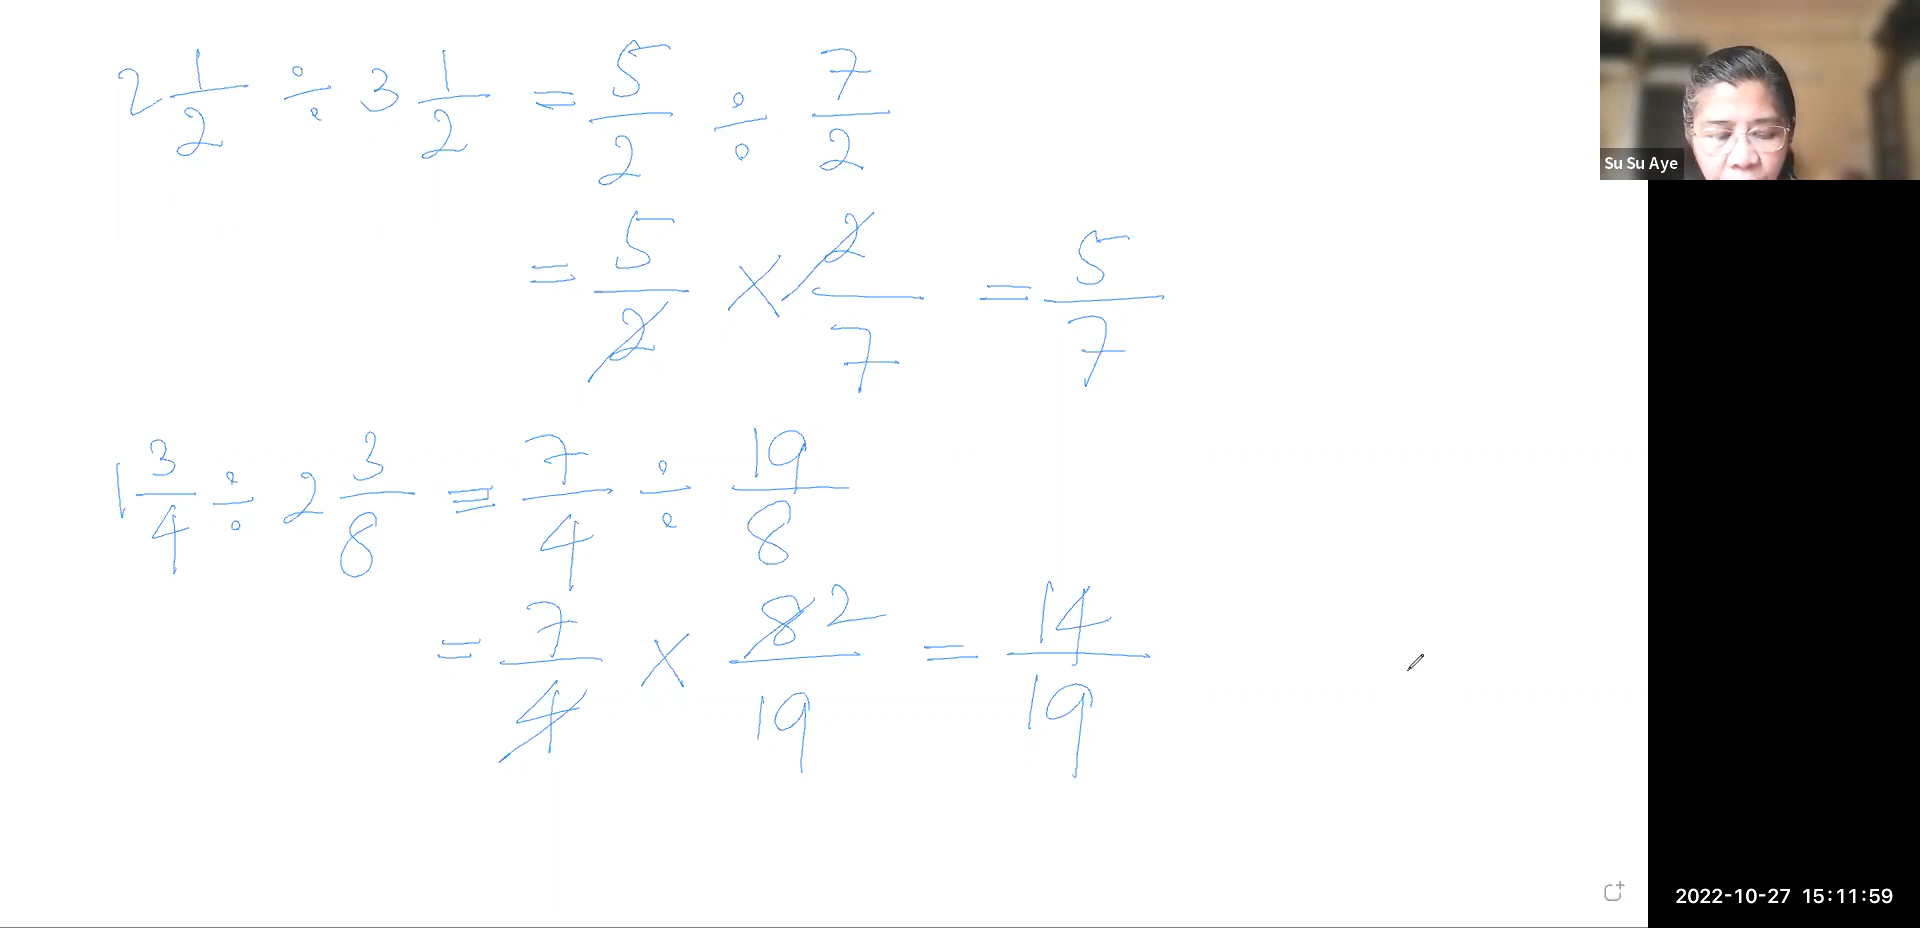 2 1/2 ÷ 3 1/2 = 5/2 ÷ 7/2
= 5/2 × 2/7 = 5/7
1 3/4 ÷ 2 3/8 = 7/4 ÷ 19/8
= 7/4 × 8 2/19 = 14/19
Su Su Aye
2022-10-27 15:11:59